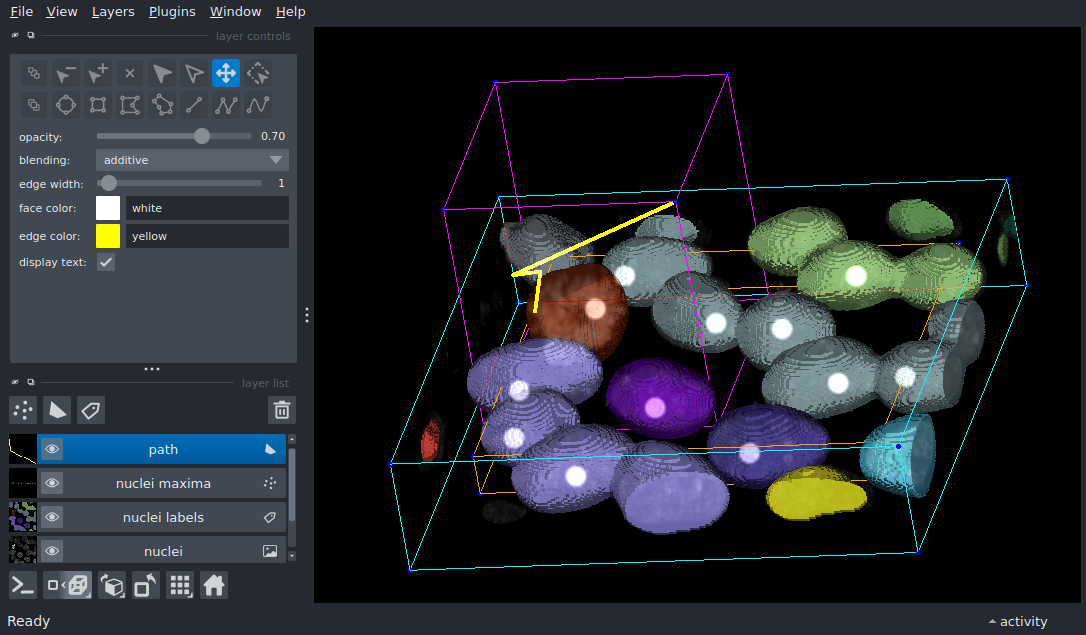 File View Layers Plugins Window Help
layer controls
opacity: 0.70
blending: additive
edge width: 1
face color: white
edge color: yellow
display text:
layer list
path
nuclei maxima
nuclei labels
nuclei
Ready activity